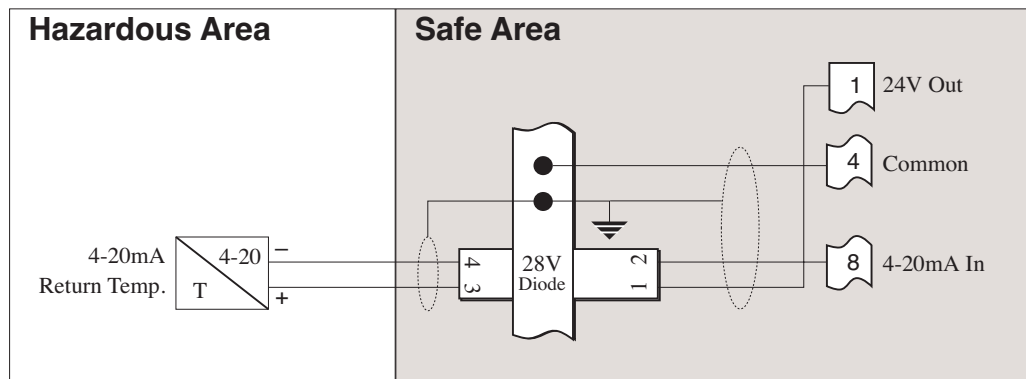 Hazardous Area
Safe Area
1
24V Out
4
Common
4-20mA
Return Temp.
4-20
T
–
+
4
3
28V
Diode
2
1
8
4-20mA In